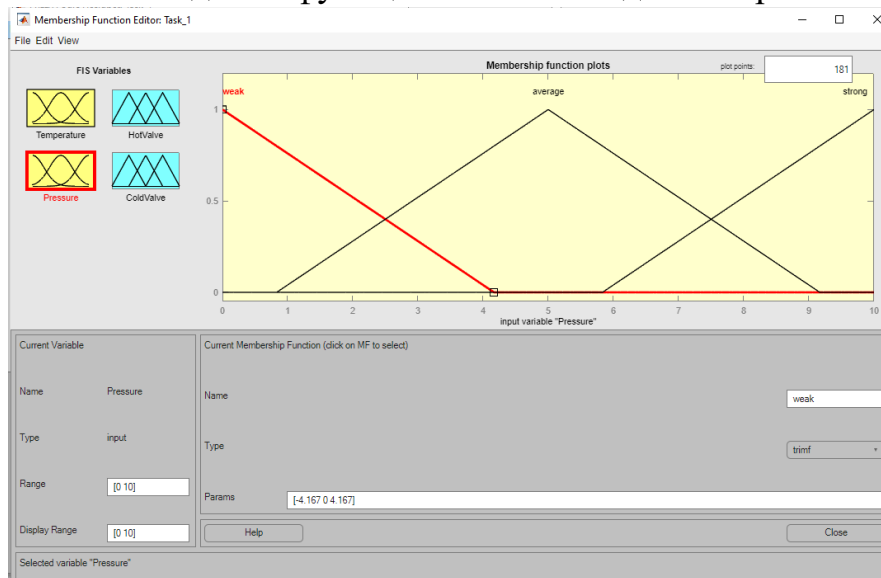 Membership Function Editor: Task_1
File Edit View
FIS Variables
Temperature
HotValve
Pressure
ColdValve
Membership function plots
plot points:
181
weak
average
strong
1
0.5
0
0 1 2 3 4 5 6 7 8 9 10
input variable "Pressure"
Current Variable
Name Pressure
Type input
Range [0 10]
Display Range [0 10]
Current Membership Function (click on MF to select)
Name weak
Type trimf
Params [-4.167 0 4.167]
Help
Close
Selected variable "Pressure"